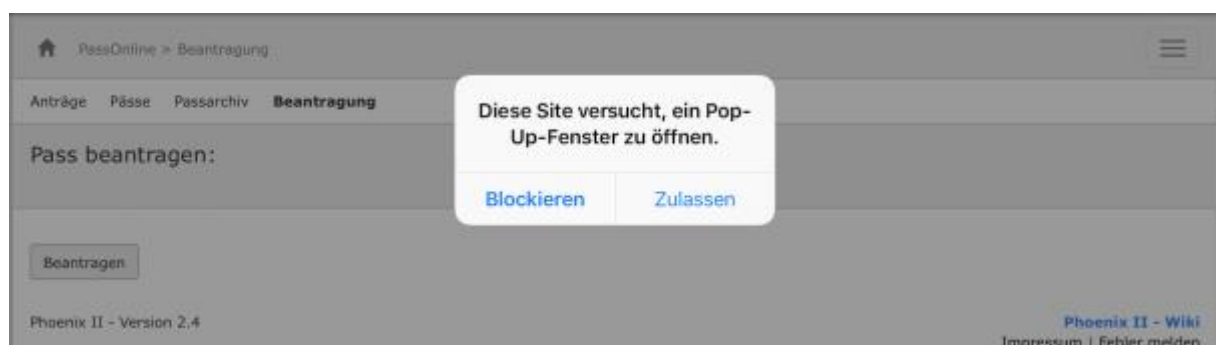 PassOnline > Beantragung
Anträge Pässe Passarchiv Beantragung
Diese Site versucht, ein Pop-
Up-Fenster zu öffnen.
Pass beantragen:
Blockieren Zulassen
Beantragen
Phoenix II - Version 2.4
Phoenix II - Wiki
Impressum | Fehler melden